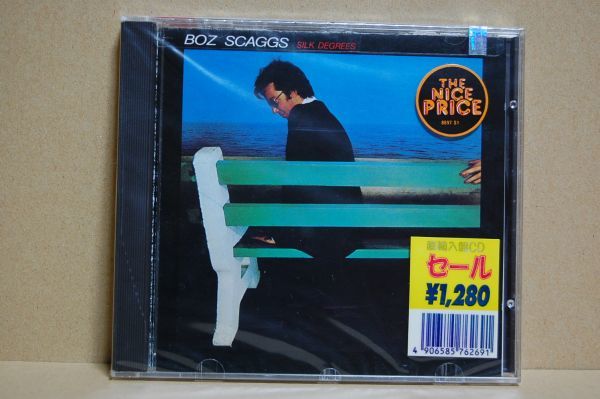 BOZ SCAGGS SILK DEGREES
THE
NICE
PRICE
直輸入盤CD
セール
¥1,280
4 906585 762691